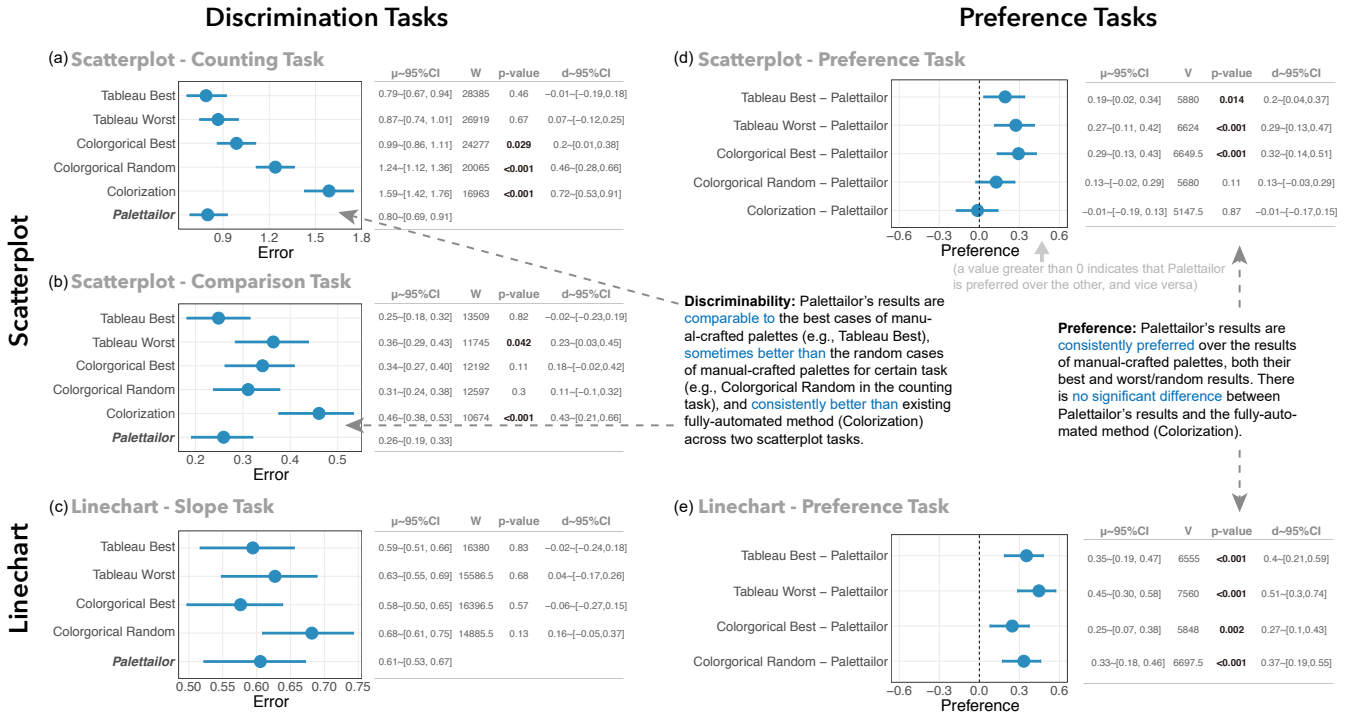 Discrimination Tasks
Preference Tasks
Scatterplot
Linechart
(a) Scatterplot - Counting Task
μ~95%CI W p-value d~95%CI
Tableau Best 0.79~[0.67, 0.94] 28385 0.46 −0.01~[−0.19,0.18]
Tableau Worst 0.87~[0.74, 1.01] 26919 0.67 0.07~[−0.12,0.25]
Colorgorical Best 0.99~[0.86, 1.11] 24277 0.029 0.2~[0.01,0.38]
Colorgorical Random 1.24~[1.12, 1.36] 20065 <0.001 0.46~[0.28,0.66]
Colorization 1.59~[1.42, 1.76] 16963 <0.001 0.72~[0.53,0.91]
Palettailor 0.80~[0.69, 0.91]
0.9 1.2 1.5 1.8
Error
(b) Scatterplot - Comparison Task
μ~95%CI W p-value d~95%CI
Tableau Best 0.25~[0.18, 0.32] 13509 0.82 −0.02~[−0.23,0.19]
Tableau Worst 0.36~[0.29, 0.43] 11745 0.042 0.23~[0.03,0.45]
Colorgorical Best 0.34~[0.27, 0.40] 12192 0.11 0.18~[−0.02,0.42]
Colorgorical Random 0.31~[0.24, 0.38] 12597 0.3 0.11~[−0.1,0.32]
Colorization 0.46~[0.38, 0.53] 10674 <0.001 0.43~[0.21,0.66]
Palettailor 0.26~[0.19, 0.33]
0.2 0.3 0.4 0.5
Error
(c) Linechart - Slope Task
μ~95%CI W p-value d~95%CI
Tableau Best 0.59~[0.51, 0.66] 16380 0.83 −0.02~[−0.24,0.18]
Tableau Worst 0.63~[0.55, 0.69] 15586.5 0.68 0.04~[−0.17,0.26]
Colorgorical Best 0.58~[0.50, 0.65] 16396.5 0.57 −0.06~[−0.27,0.15]
Colorgorical Random 0.68~[0.61, 0.75] 14885.5 0.13 0.16~[−0.05,0.37]
Palettailor 0.61~[0.53, 0.67]
0.50 0.55 0.60 0.65 0.70 0.75
Error
(d) Scatterplot - Preference Task
μ~95%CI V p-value d~95%CI
Tableau Best − Palettailor 0.19~[0.02, 0.34] 5880 0.014 0.2~[0.04,0.37]
Tableau Worst − Palettailor 0.27~[0.11, 0.42] 6624 <0.001 0.29~[0.13,0.47]
Colorgorical Best − Palettailor 0.29~[0.13, 0.43] 6649.5 <0.001 0.32~[0.14,0.51]
Colorgorical Random − Palettailor 0.13~[−0.02, 0.29] 5680 0.11 0.13~[−0.03,0.29]
Colorization − Palettailor −0.01~[−0.19, 0.13] 5147.5 0.87 −0.01~[−0.17,0.15]
−0.6 −0.3 0.0 0.3 0.6
Preference
(a value greater than 0 indicates that Palettailor
is preferred over the other, and vice versa)
Discriminability: Palettailor's results are
comparable to the best cases of manu-
al-crafted palettes (e.g., Tableau Best),
sometimes better than the random cases
of manual-crafted palettes for certain task
(e.g., Colorgorical Random in the counting
task), and consistently better than existing
fully-automated method (Colorization)
across two scatterplot tasks.
Preference: Palettailor's results are
consistently preferred over the results
of manual-crafted palettes, both their
best and worst/random results. There
is no significant difference between
Palettailor's results and the fully-auto-
mated method (Colorization).
(e) Linechart - Preference Task
μ~95%CI V p-value d~95%CI
Tableau Best − Palettailor 0.35~[0.19, 0.47] 6555 <0.001 0.4~[0.21,0.59]
Tableau Worst − Palettailor 0.45~[0.30, 0.58] 7560 <0.001 0.51~[0.3,0.74]
Colorgorical Best − Palettailor 0.25~[0.07, 0.38] 5848 0.002 0.27~[0.1,0.43]
Colorgorical Random − Palettailor 0.33~[0.18, 0.46] 6697.5 <0.001 0.37~[0.19,0.55]
−0.6 −0.3 0.0 0.3 0.6
Preference